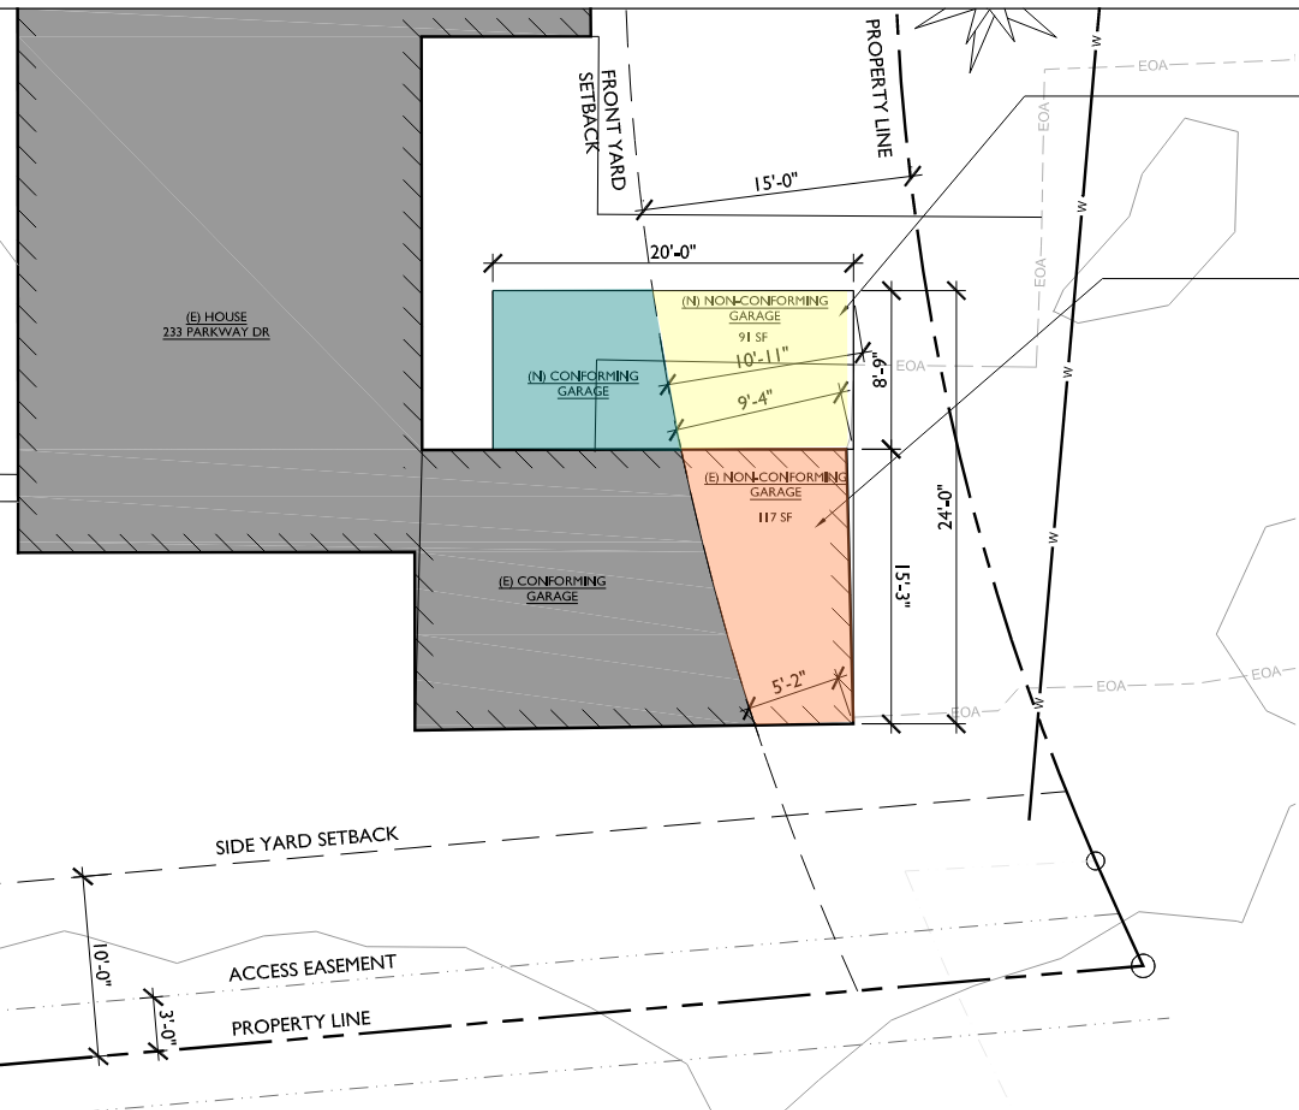 FRONT YARD
SETBACK
PROPERTY LINE
W
EOA
EOA
15'-0"
W
20'-0"
EOA
(N) NON-CONFORMING
GARAGE
91 SF
(E) HOUSE
233 PARKWAY DR
10'-11"
EOA
8'-9"
W
(N) CONFORMING
GARAGE
9'-4"
(E) NON-CONFORMING
GARAGE
117 SF
24'-0"
W
(E) CONFORMING
GARAGE
15'-3"
5'-2"
EOA
EOA
EOA
W
SIDE YARD SETBACK
10'-0"
ACCESS EASEMENT
3'-0"
PROPERTY LINE